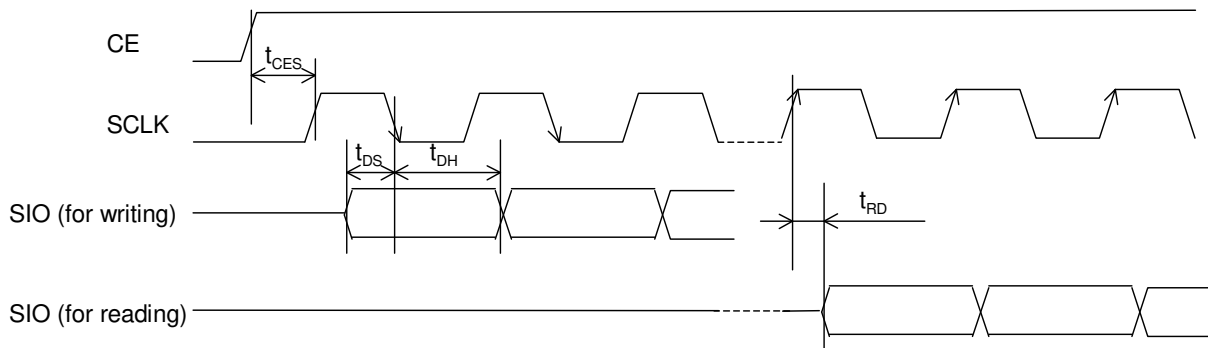 CE
tCES
SCLK
tDS
tDH
SIO (for writing)
tRD
SIO (for reading)